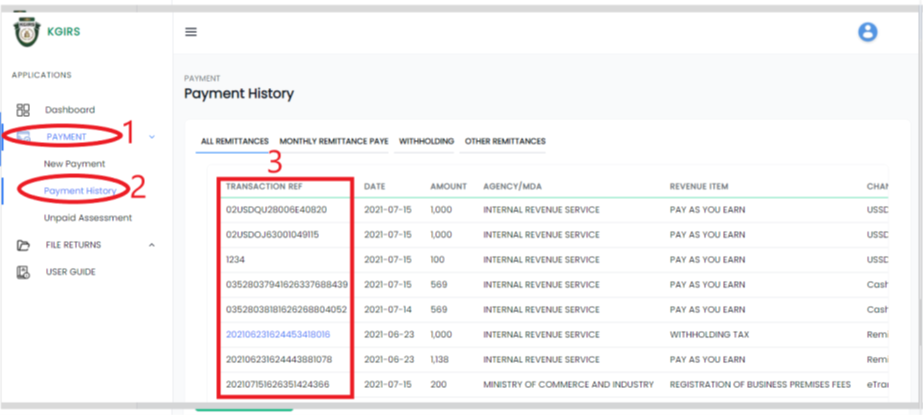 KGIRS
APPLICATIONS
Dashboard
PAYMENT 1
New Payment
Payment History 2
Unpaid Assessment
FILE RETURNS
USER GUIDE
PAYMENT
Payment History
ALL REMITTANCES MONTHLY REMITTANCE PAYE WITHHOLDING OTHER REMITTANCES
3
TRANSACTION REF DATE AMOUNT AGENCY/MDA REVENUE ITEM CHAN
02USDQU28006E40820 2021-07-15 1,000 INTERNAL REVENUE SERVICE PAY AS YOU EARN USSD
02USDOJ63001049115 2021-07-15 1,000 INTERNAL REVENUE SERVICE PAY AS YOU EARN USSD
1234 2021-07-15 100 INTERNAL REVENUE SERVICE PAY AS YOU EARN USSD
03528037941626337688439 2021-07-15 569 INTERNAL REVENUE SERVICE PAY AS YOU EARN Cash
03528038181626268804052 2021-07-14 569 INTERNAL REVENUE SERVICE PAY AS YOU EARN Cash
202106231624453418016 2021-06-23 1,000 INTERNAL REVENUE SERVICE WITHHOLDING TAX Remi
202106231624443881078 2021-06-23 1,138 INTERNAL REVENUE SERVICE PAY AS YOU EARN Remi
202107151626351424366 2021-07-15 200 MINISTRY OF COMMERCE AND INDUSTRY REGISTRATION OF BUSINESS PREMISES FEES eTran